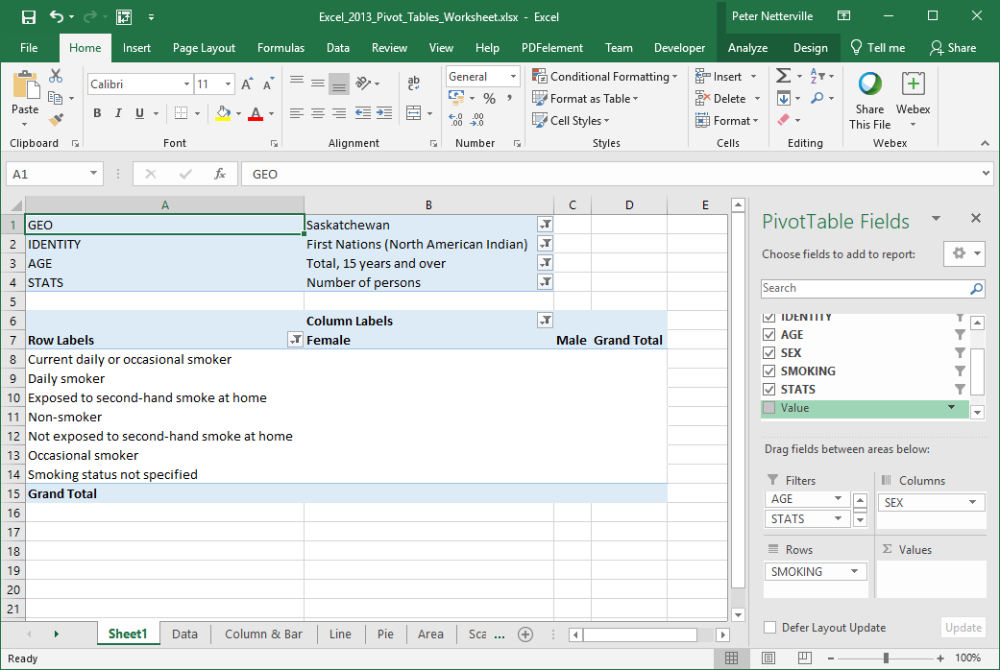 Excel_2013_Pivot_Tables_Worksheet.xlsx - Excel
Peter Netterville
File Home Insert Page Layout Formulas Data Review View Help PDFelement Team Developer Analyze Design Tell me Share
Paste
Clipboard
Calibri 11
B I U
Font
ab
Alignment
General
% ,
Number
Conditional Formatting
Format as Table
Cell Styles
Styles
Insert
Delete
Format
Cells
Editing
Share This File
Webex
Webex
A1 fx GEO
A B C D E
1 GEO Saskatchewan
2 IDENTITY First Nations (North American Indian)
3 AGE Total, 15 years and over
4 STATS Number of persons
5
6 Column Labels
7 Row Labels Female Male Grand Total
8 Current daily or occasional smoker
9 Daily smoker
10 Exposed to second-hand smoke at home
11 Non-smoker
12 Not exposed to second-hand smoke at home
13 Occasional smoker
14 Smoking status not specified
15 Grand Total
16
17
18
19
20
21
PivotTable Fields
Choose fields to add to report:
Search
IDENTITY
AGE
SEX
SMOKING
STATS
Value
Drag fields between areas below:
Filters
AGE
STATS
Columns
SEX
Rows
SMOKING
Σ Values
Defer Layout Update Update
Sheet1 Data Column & Bar Line Pie Area Sca ...
Ready
100%